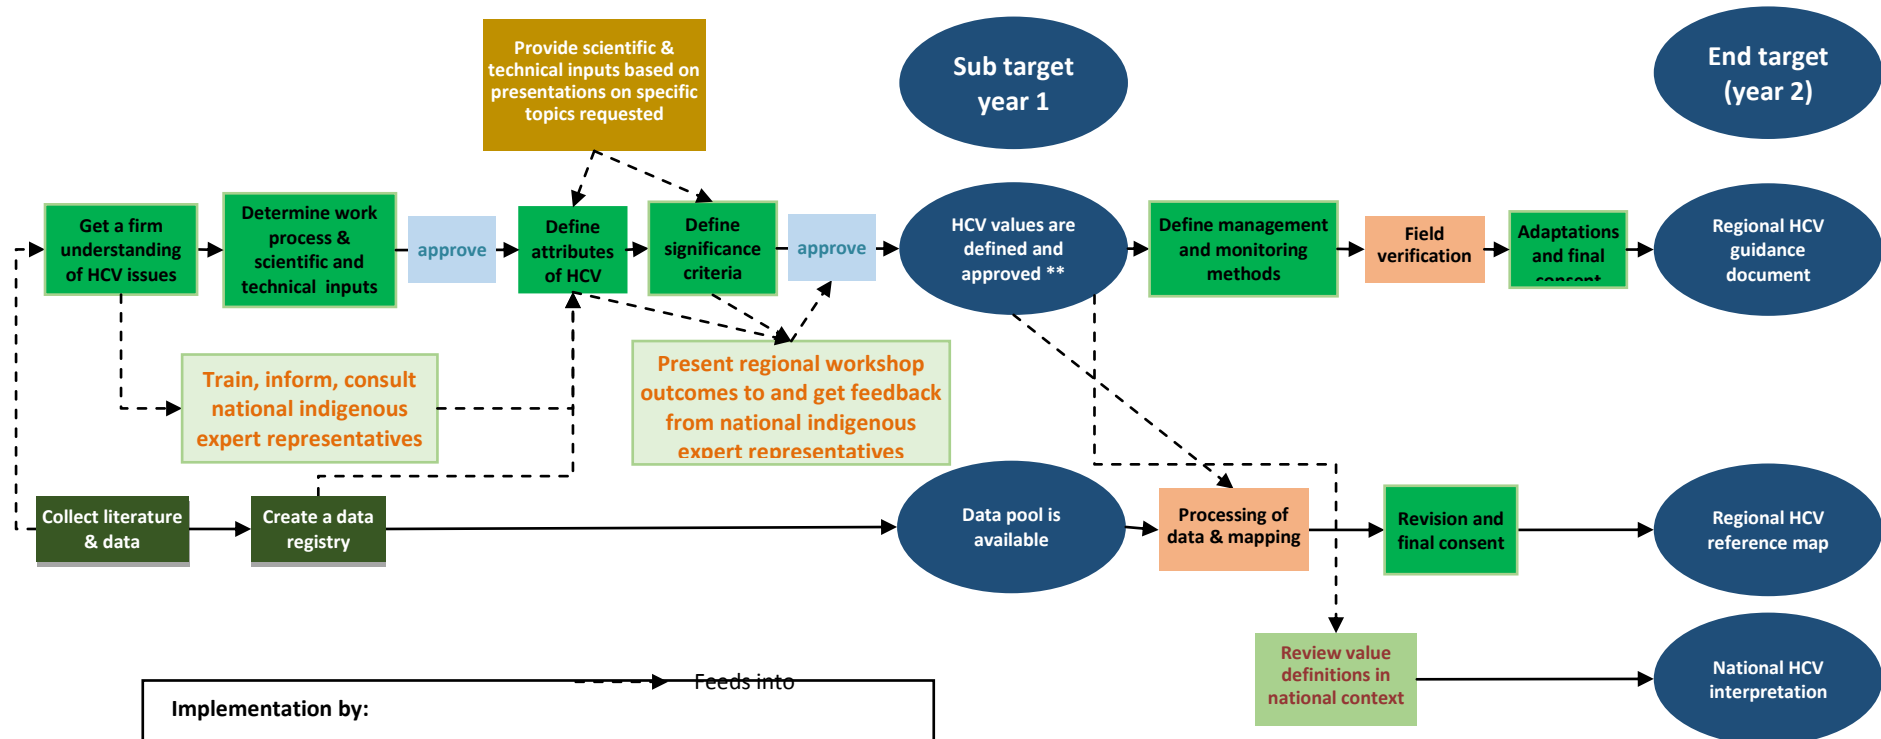 Provide scientific &
technical inputs based on
presentations on specific
topics requested
Sub target
year 1
End target
(year 2)
Get a firm
understanding
of HCV issues
Determine work
process &
scientific and
technical inputs
approve
Define
attributes
of HCV
Define
significance
criteria
approve
HCV values are
defined and
approved **
Define management
and monitoring
methods
Field
verification
Adaptations
and final
consent
Regional HCV
guidance
document
Train, inform, consult
national indigenous
expert representatives
Present regional workshop
outcomes to and get feedback
from national indigenous
expert representatives
Collect literature
& data
Create a data
registry
Data pool is
available
Processing of
data & mapping
Revision and
final consent
Regional HCV
reference map
Review value
definitions in
national context
National HCV
interpretation
Feeds into
Implementation by: